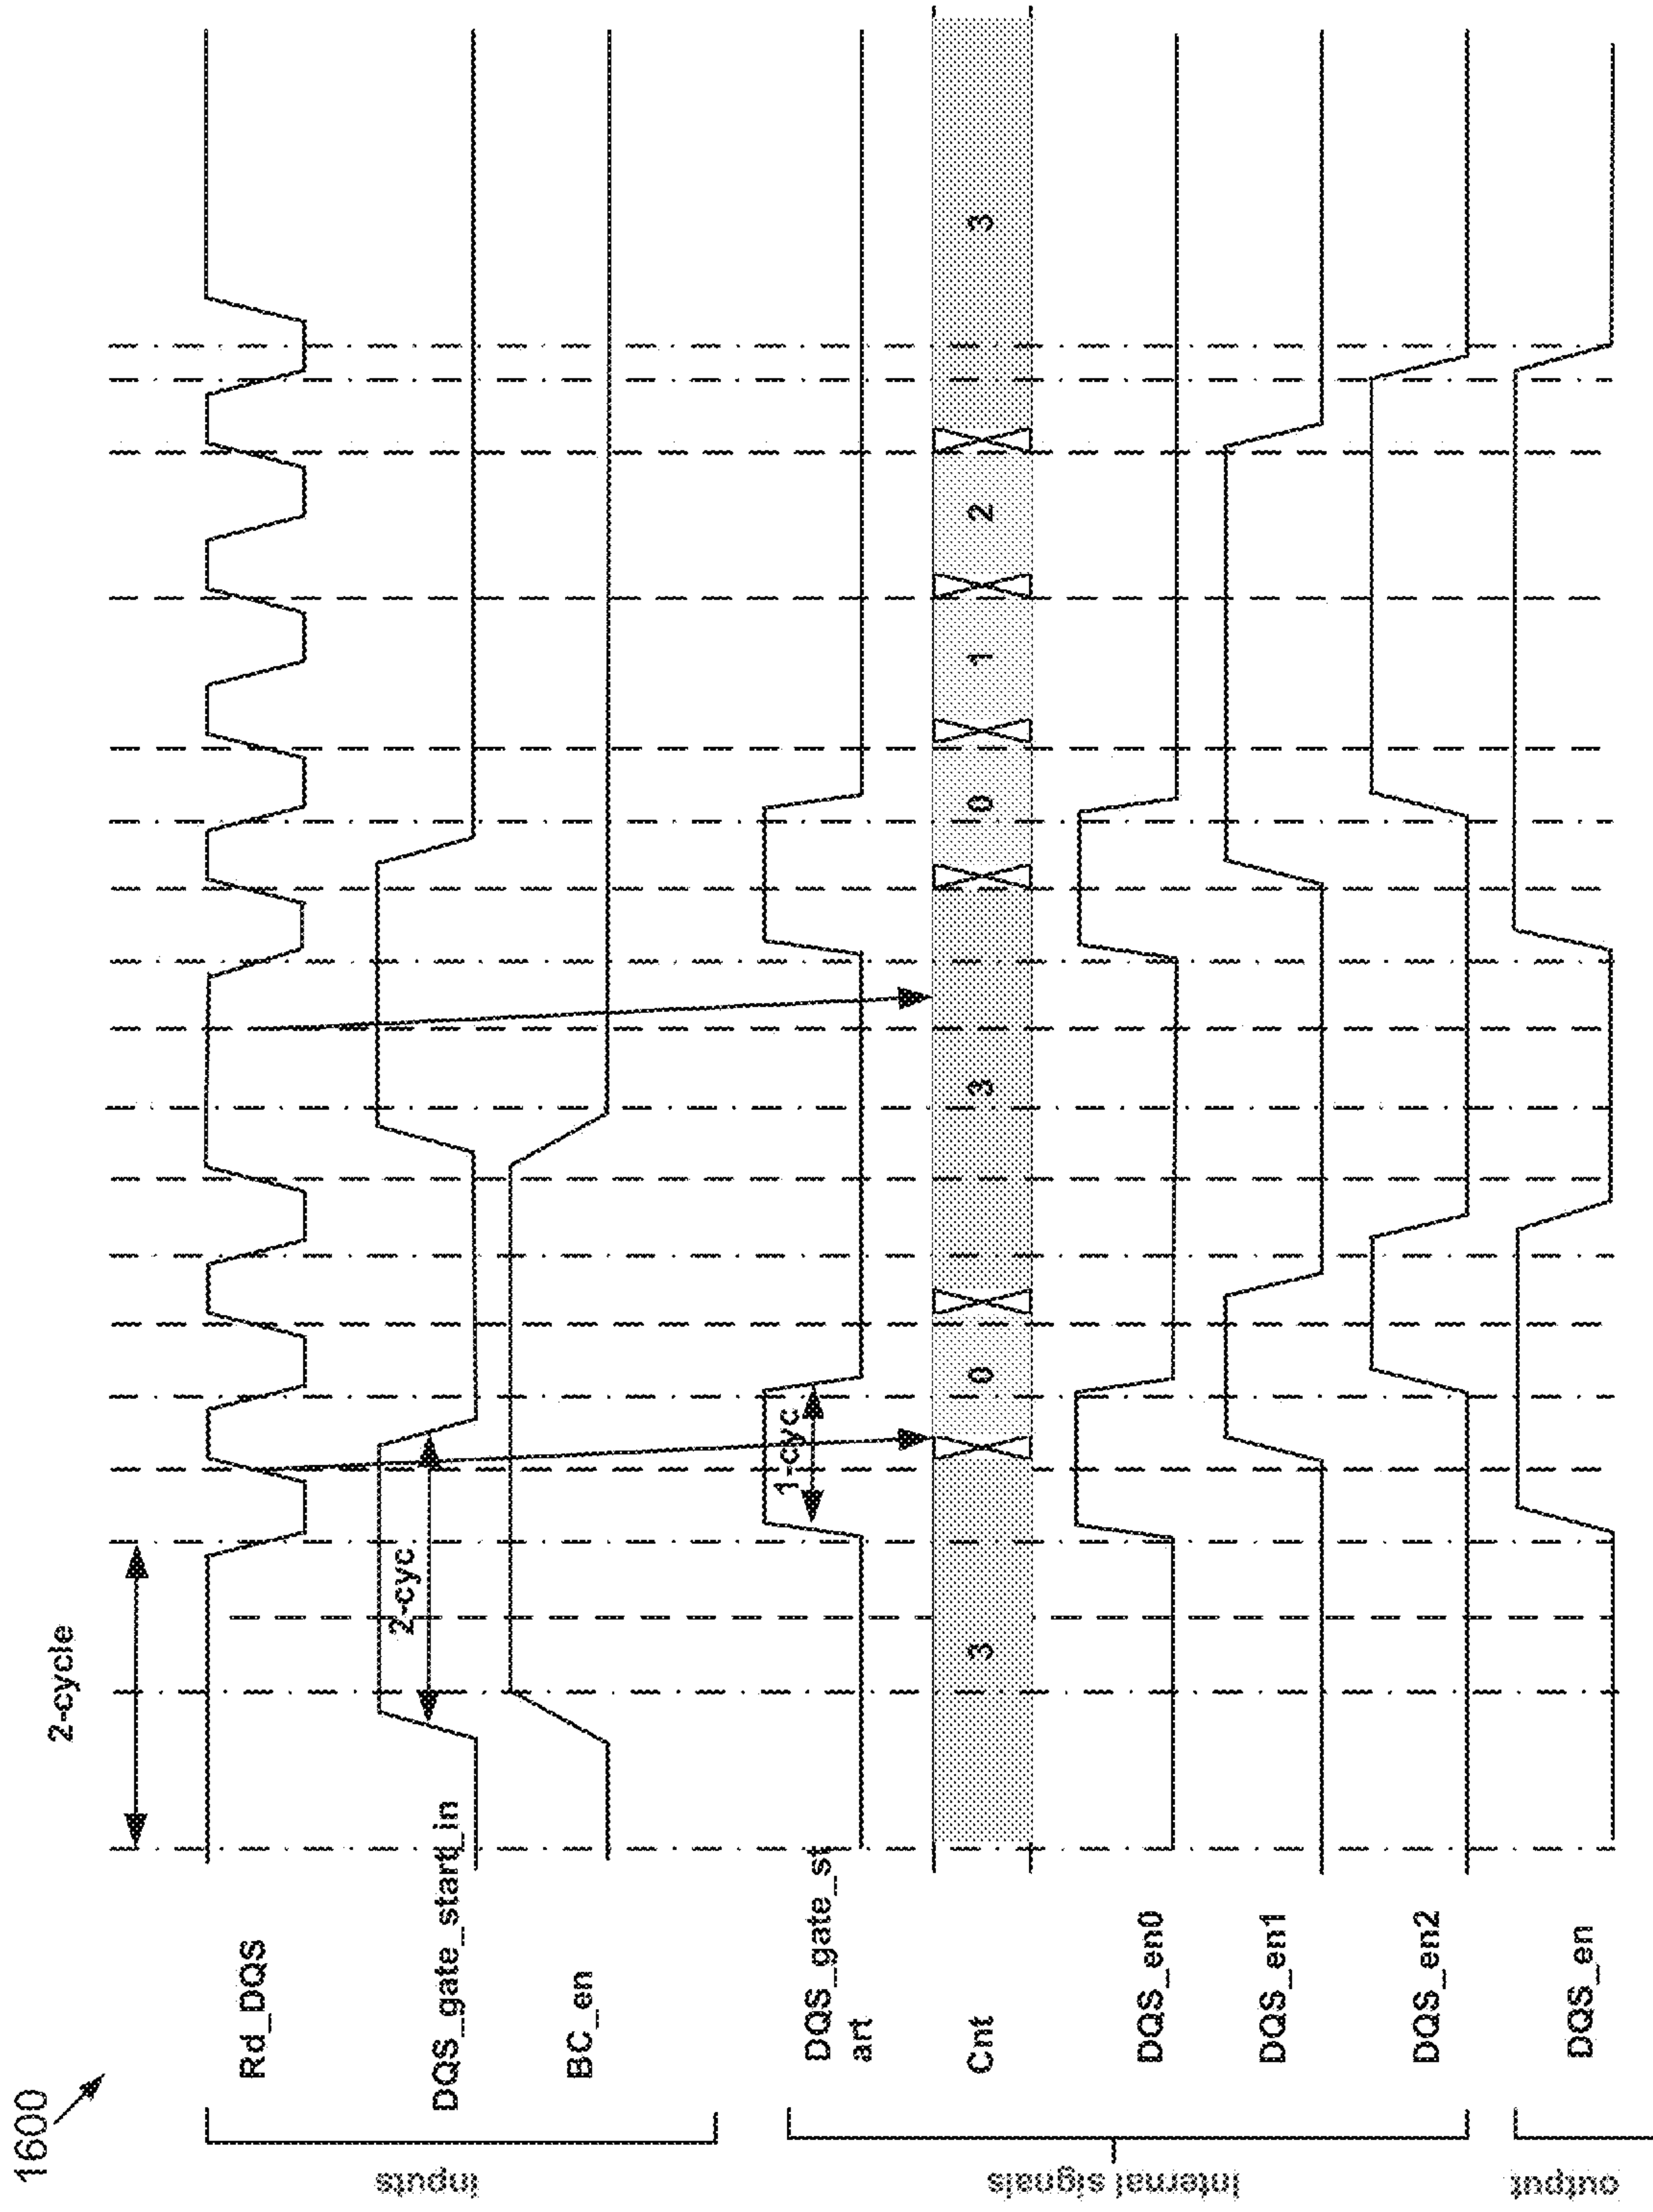 1600
2-cycle
inputs
Rd_DQS
DQS_gate_start_in
2-cyc
BC_en
internal signals
DQS_gate_st
art
1-cyc
Cnt
3
0
3
0
1
2
3
DQS_en0
DQS_en1
DQS_en2
output
DQS_en